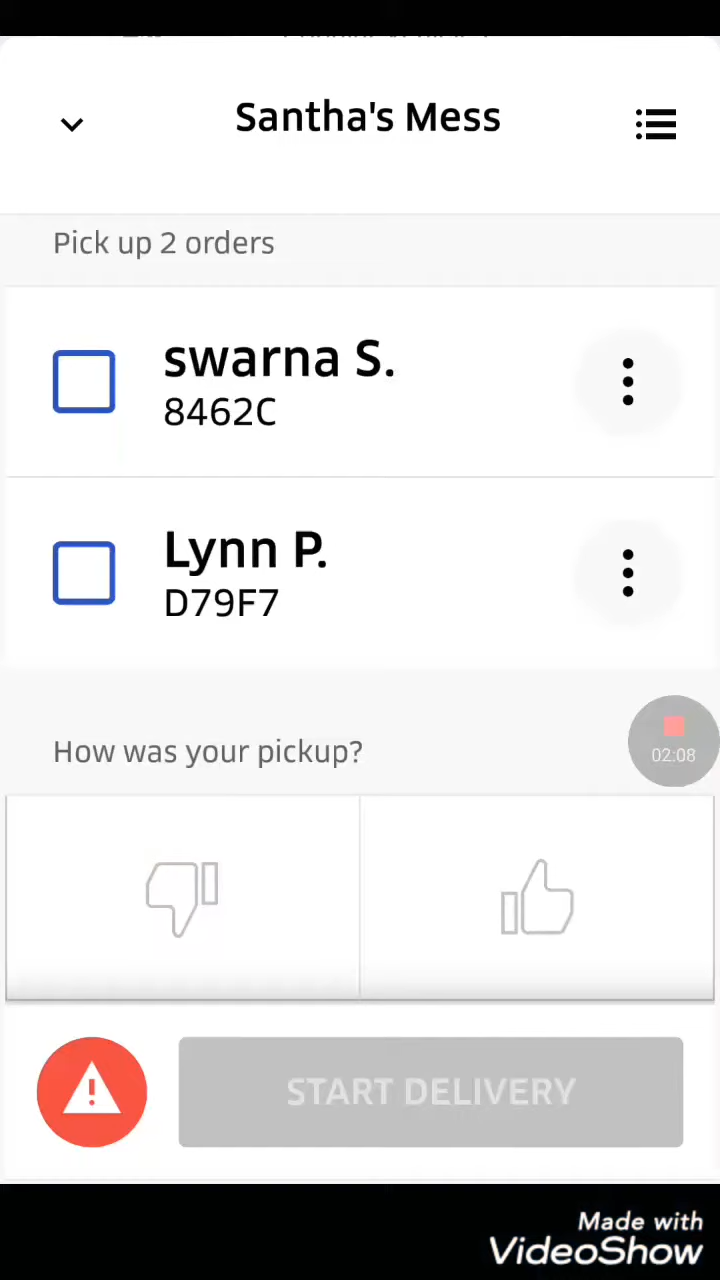 Santha's Mess
Pick up 2 orders
swarna S.
8462C
Lynn P.
D79F7
How was your pickup?
02:08
START DELIVERY
Made with
VideoShow